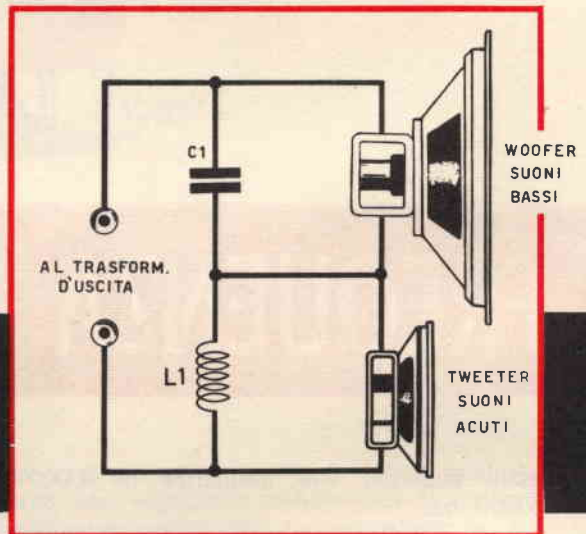 C1
WOOFER
SUONI
BASSI
AL TRASFORM.
D'USCITA
L1
TWEETER
SUONI
ACUTI